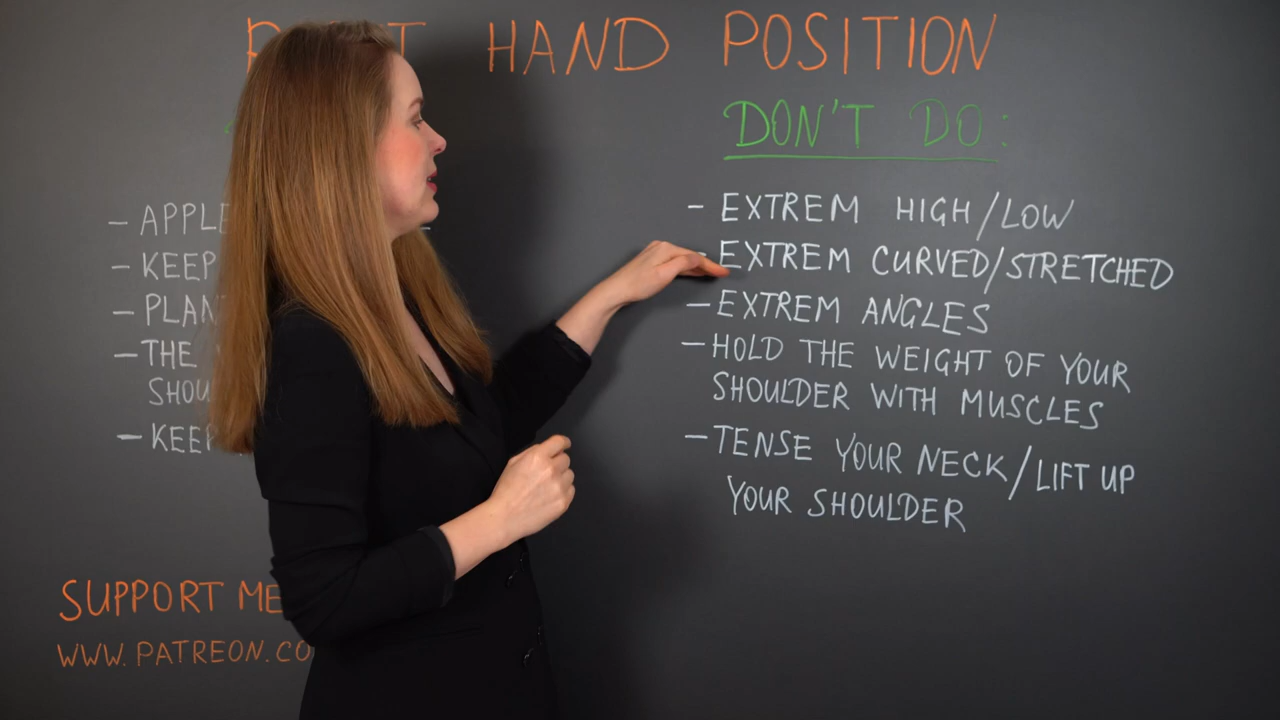 HAND POSITION
DON'T DO:
- APPLE
- KEEP
- PLAN
- THE
SHOU
- KEEP
- EXTREM HIGH/LOW
- EXTREM CURVED/STRETCHED
- EXTREM ANGLES
- HOLD THE WEIGHT OF YOUR
SHOULDER WITH MUSCLES
- TENSE YOUR NECK/LIFT UP
YOUR SHOULDER
SUPPORT ME
WWW.PATREON.CO